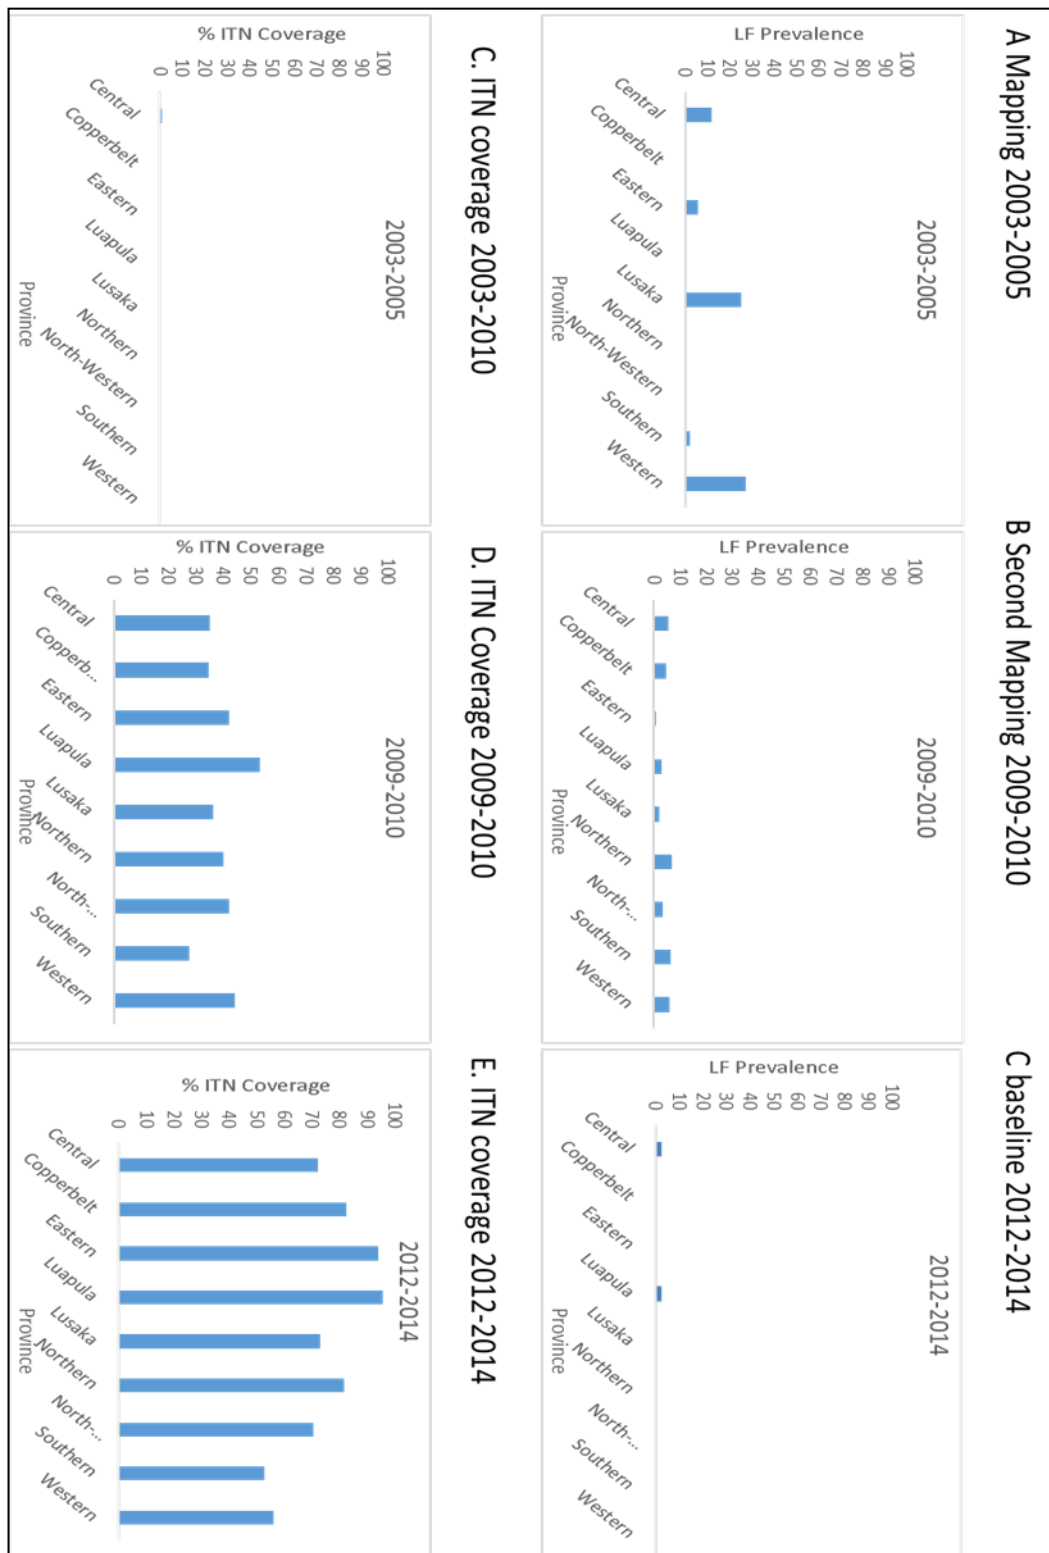 A Mapping 2003-2005
B Second Mapping 2009-2010
C baseline 2012-2014
2003-2005
LF Prevalence
100
90
80
70
60
50
40
30
20
10
0
Central
Copperbelt
Eastern
Luapula
Lusaka
Northern
North-Western
Southern
Western
Province
2009-2010
LF Prevalence
100
90
80
70
60
50
40
30
20
10
0
Central
Copperbelt
Eastern
Luapula
Lusaka
Northern
North-...
Southern
Western
Province
2012-2014
LF Prevalence
100
90
80
70
60
50
40
30
20
10
0
Central
Copperbelt
Eastern
Luapula
Lusaka
Northern
North-...
Southern
Western
Province
C. ITN coverage 2003-2010
D. ITN Coverage 2009-2010
E. ITN coverage 2012-2014
2003-2005
% ITN Coverage
100
90
80
70
60
50
40
30
20
10
0
Central
Copperbelt
Eastern
Luapula
Lusaka
Northern
North-Western
Southern
Western
Province
2009-2010
% ITN Coverage
100
90
80
70
60
50
40
30
20
10
0
Central
Copperb...
Eastern
Luapula
Lusaka
Northern
North-...
Southern
Western
Province
2012-2014
% ITN Coverage
100
90
80
70
60
50
40
30
20
10
0
Central
Copperbelt
Eastern
Luapula
Lusaka
Northern
North-...
Southern
Western
Province